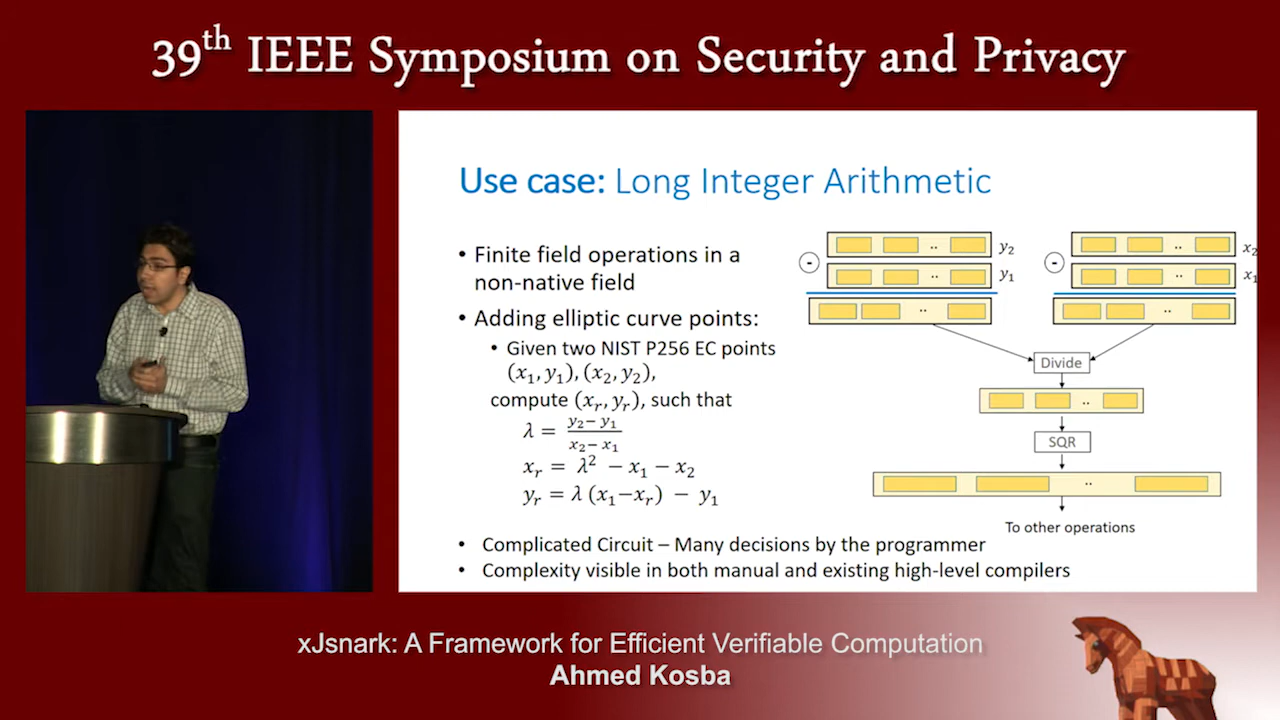 39th IEEE Symposium on Security and Privacy
Use case: Long Integer Arithmetic
• Finite field operations in a
non-native field
• Adding elliptic curve points:
• Given two NIST P256 EC points
(x₁, y₁), (x₂, y₂),
compute (xᵣ, yᵣ), such that
λ = (y₂− y₁)/(x₂− x₁)
xᵣ = λ² − x₁ − x₂
yᵣ = λ (x₁−xᵣ) − y₁
• Complicated Circuit – Many decisions by the programmer
• Complexity visible in both manual and existing high-level compilers
.. y₂
- .. y₁
..
.. x₂
- .. x₁
..
Divide
..
SQR
..
To other operations
xJsnark: A Framework for Efficient Verifiable Computation
Ahmed Kosba